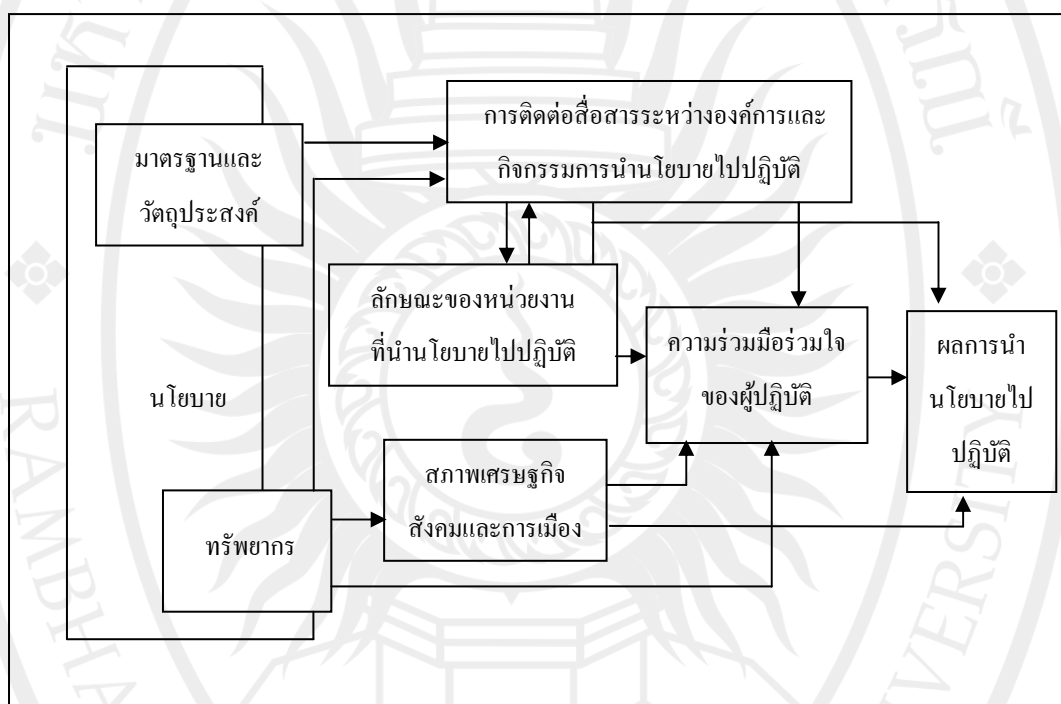 การติดต่อสื่อสารระหว่างองค์การและ
กิจกรรมการนำนโยบายไปปฏิบัติ
มาตรฐานและ
วัตถุประสงค์
ลักษณะของหน่วยงาน
ที่นำนโยบายไปปฏิบัติ
ความร่วมมือร่วมใจ
ของผู้ปฏิบัติ
ผลการนำ
นโยบายไป
ปฏิบัติ
นโยบาย
สภาพเศรษฐกิจ
สังคมและการเมือง
ทรัพยากร
RAMBHA
VERSITY